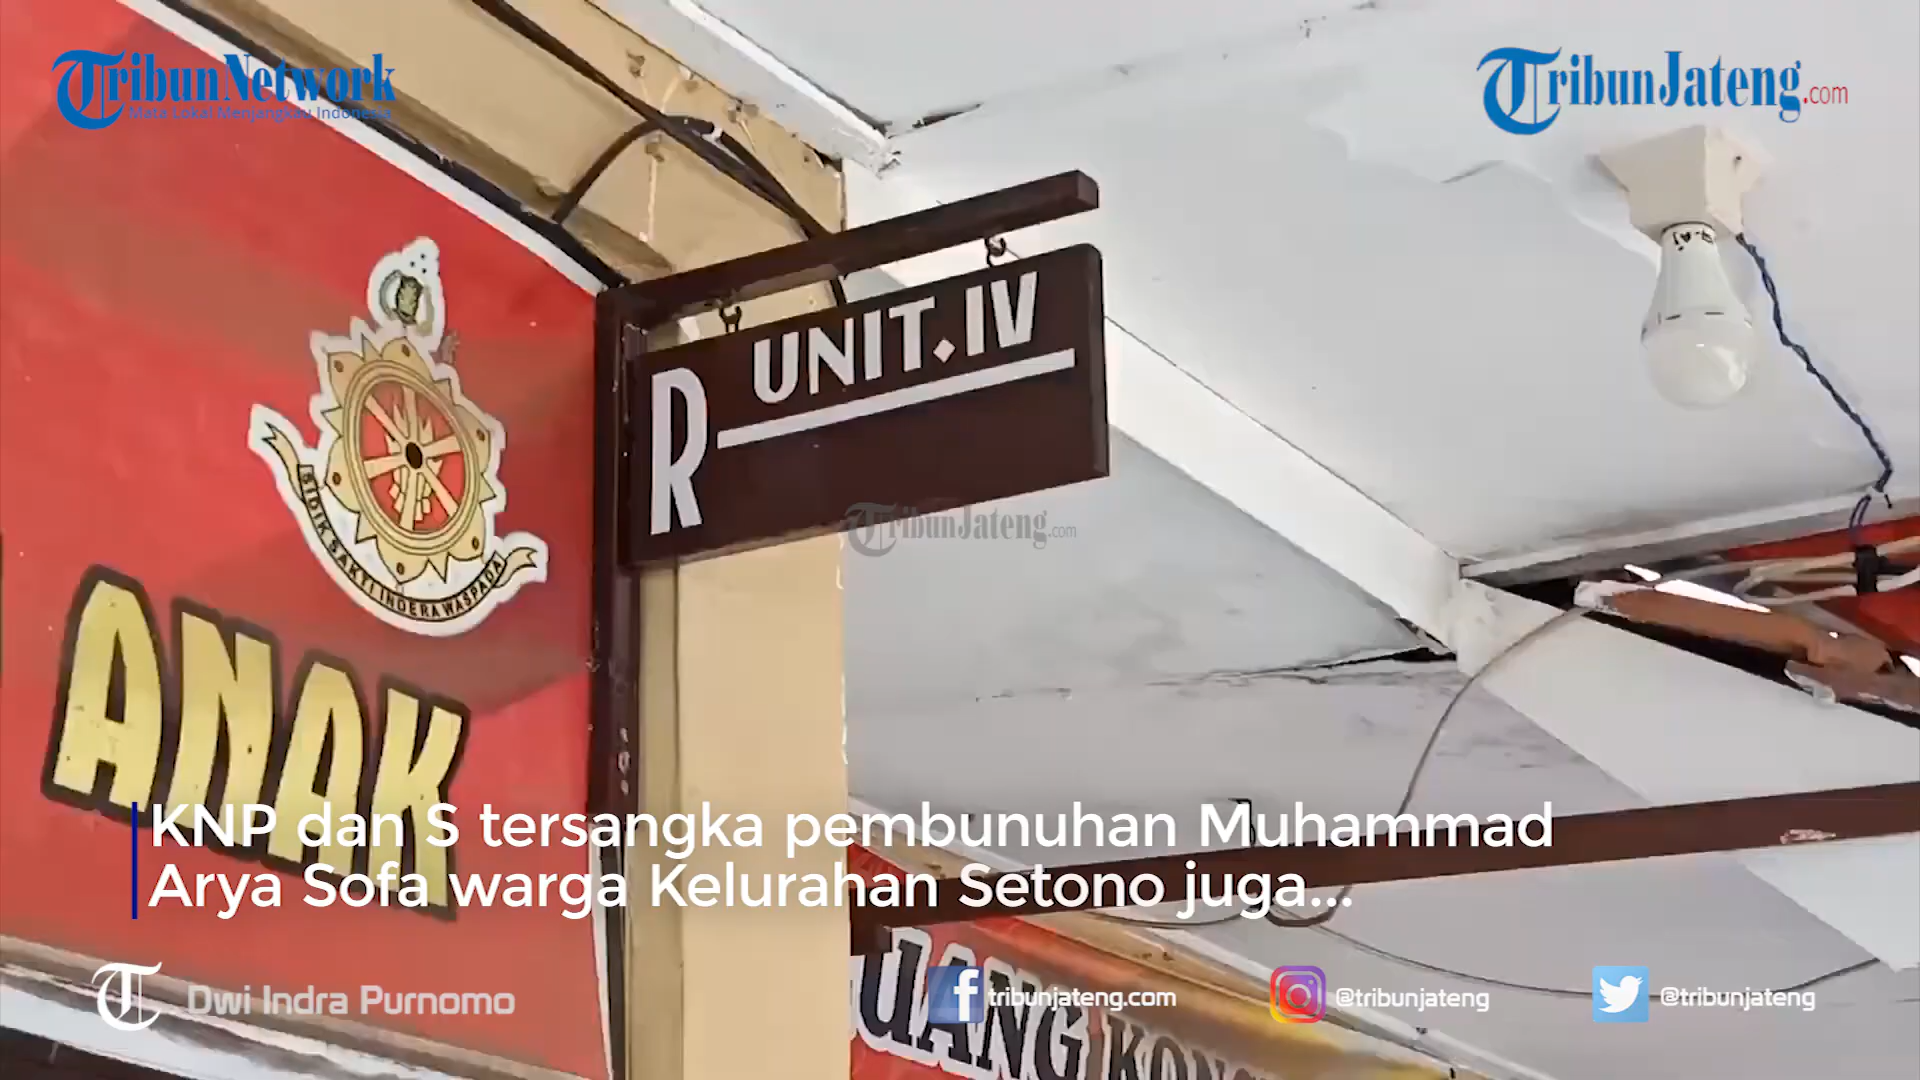 TribunNetwork
Mata Lokal Menjangkau Indonesia
TribunJateng.com
UNIT.IV
R
SIDIK SAKTI INDERA WASPADA
TribunJateng.com
ANAK
KNP dan S tersangka pembunuhan Muhammad
Arya Sofa warga Kelurahan Setono juga...
UANG
T Dwi Indra Purnomo
tribunjateng.com
@tribunjateng
@tribunjateng